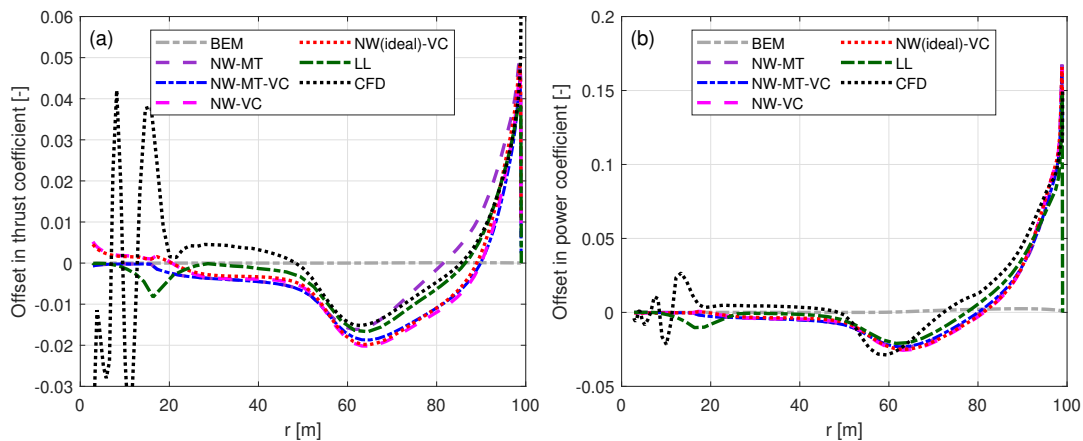 (a)
BEM
NW-MT
NW-MT-VC
NW-VC
NW(ideal)-VC
LL
CFD
0.06
0.05
0.04
0.03
0.02
0.01
0
-0.01
-0.02
-0.03
Offset in thrust coefficient [-]
0
20
40
60
80
100
r [m]
(b)
BEM
NW-MT
NW-MT-VC
NW-VC
NW(ideal)-VC
LL
CFD
0.2
0.15
0.1
0.05
0
-0.05
Offset in power coefficient [-]
0
20
40
60
80
100
r [m]